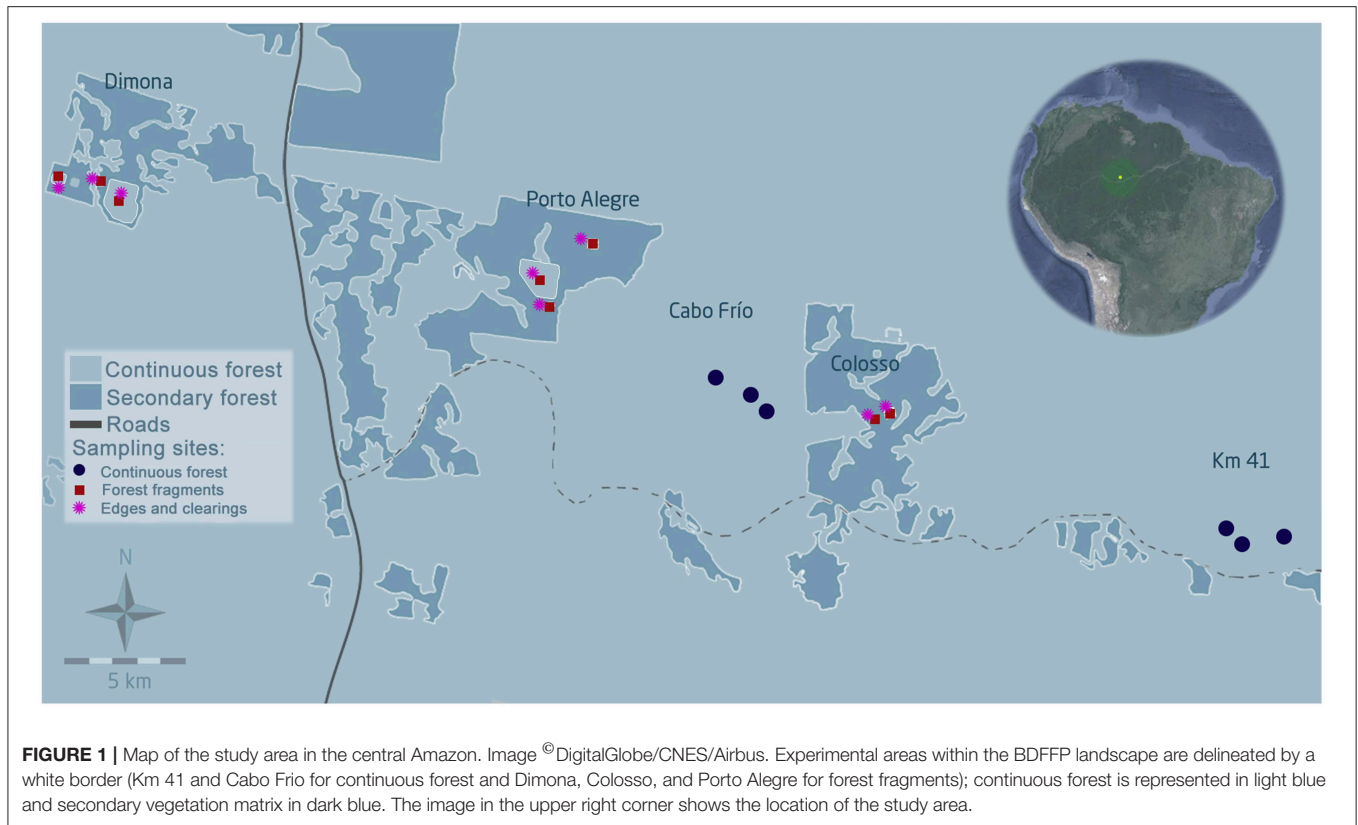 Dimona
Porto Alegre
Cabo Frío
Colosso
Km 41
Continuous forest
Secondary forest
Roads
Sampling sites:
Continuous forest
Forest fragments
Edges and clearings
N
5 km
FIGURE 1 | Map of the study area in the central Amazon. Image ©DigitalGlobe/CNES/Airbus. Experimental areas within the BDFFP landscape are delineated by a
white border (Km 41 and Cabo Frio for continuous forest and Dimona, Colosso, and Porto Alegre for forest fragments); continuous forest is represented in light blue
and secondary vegetation matrix in dark blue. The image in the upper right corner shows the location of the study area.